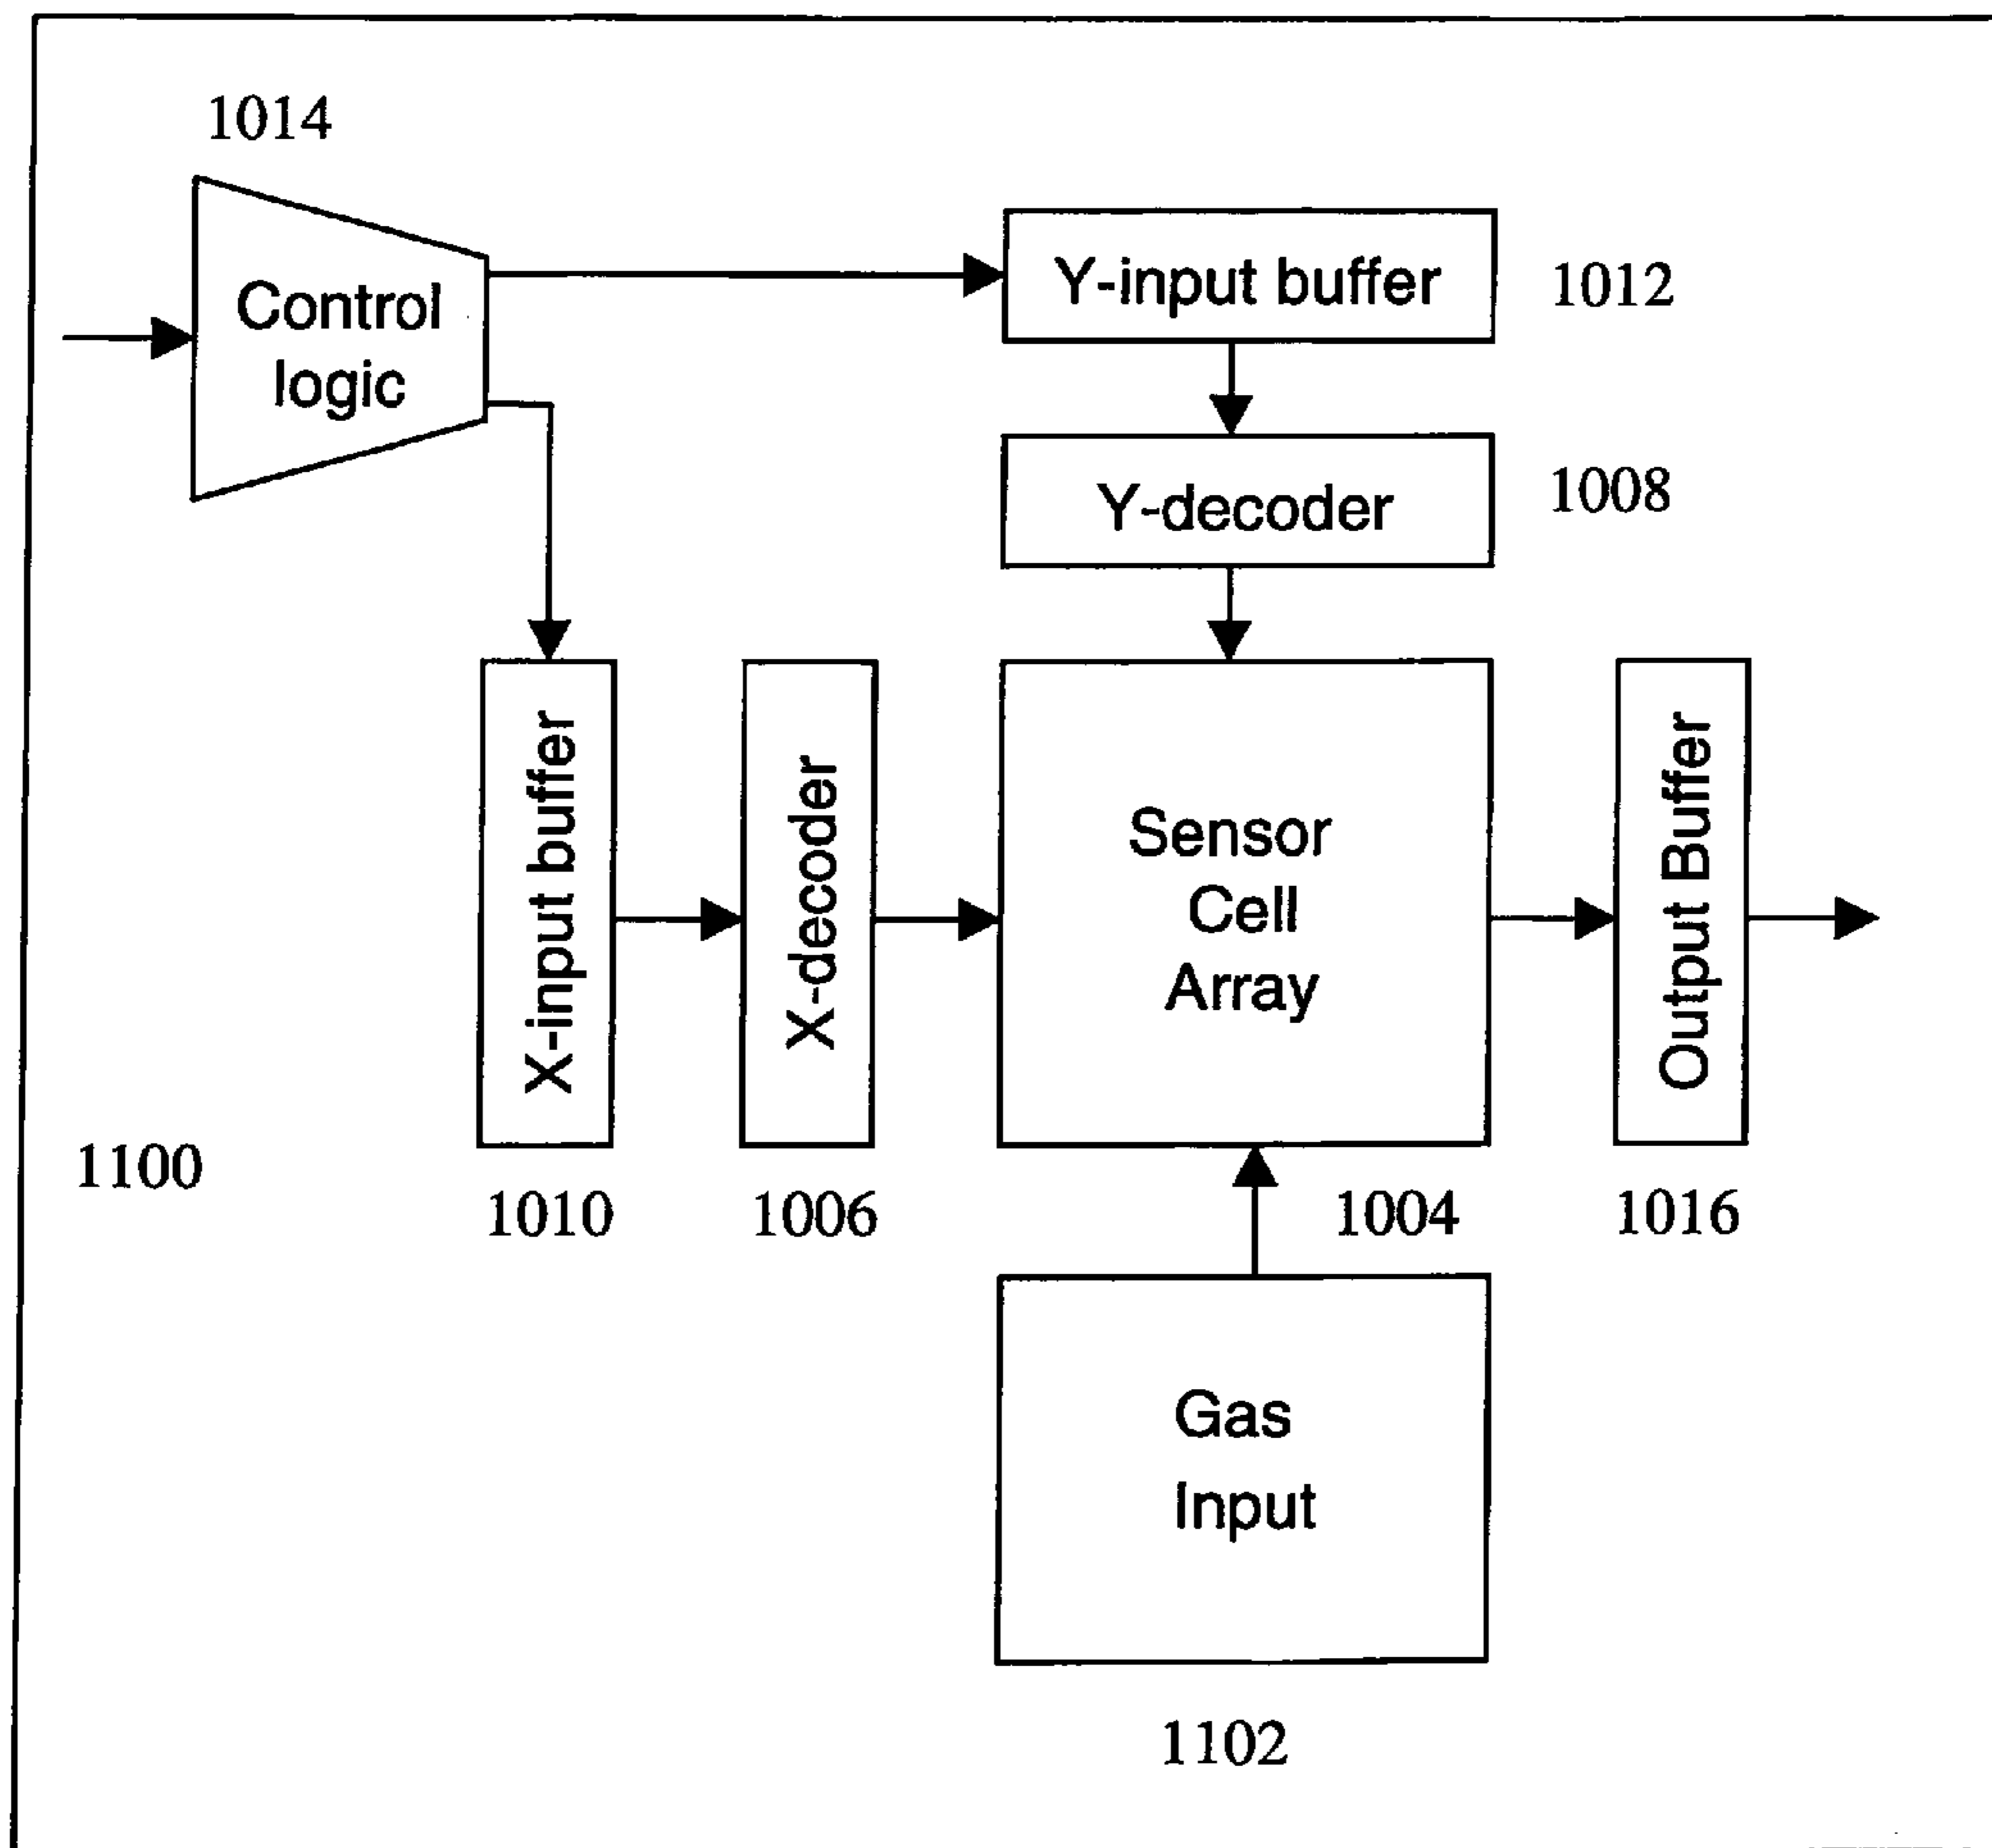 1014
Control
logic
Y-input buffer
1012
Y-decoder
1008
X-input buffer
X-decoder
Sensor
Cell
Array
Output Buffer
1100
1010
1006
1004
1016
Gas
Input
1102